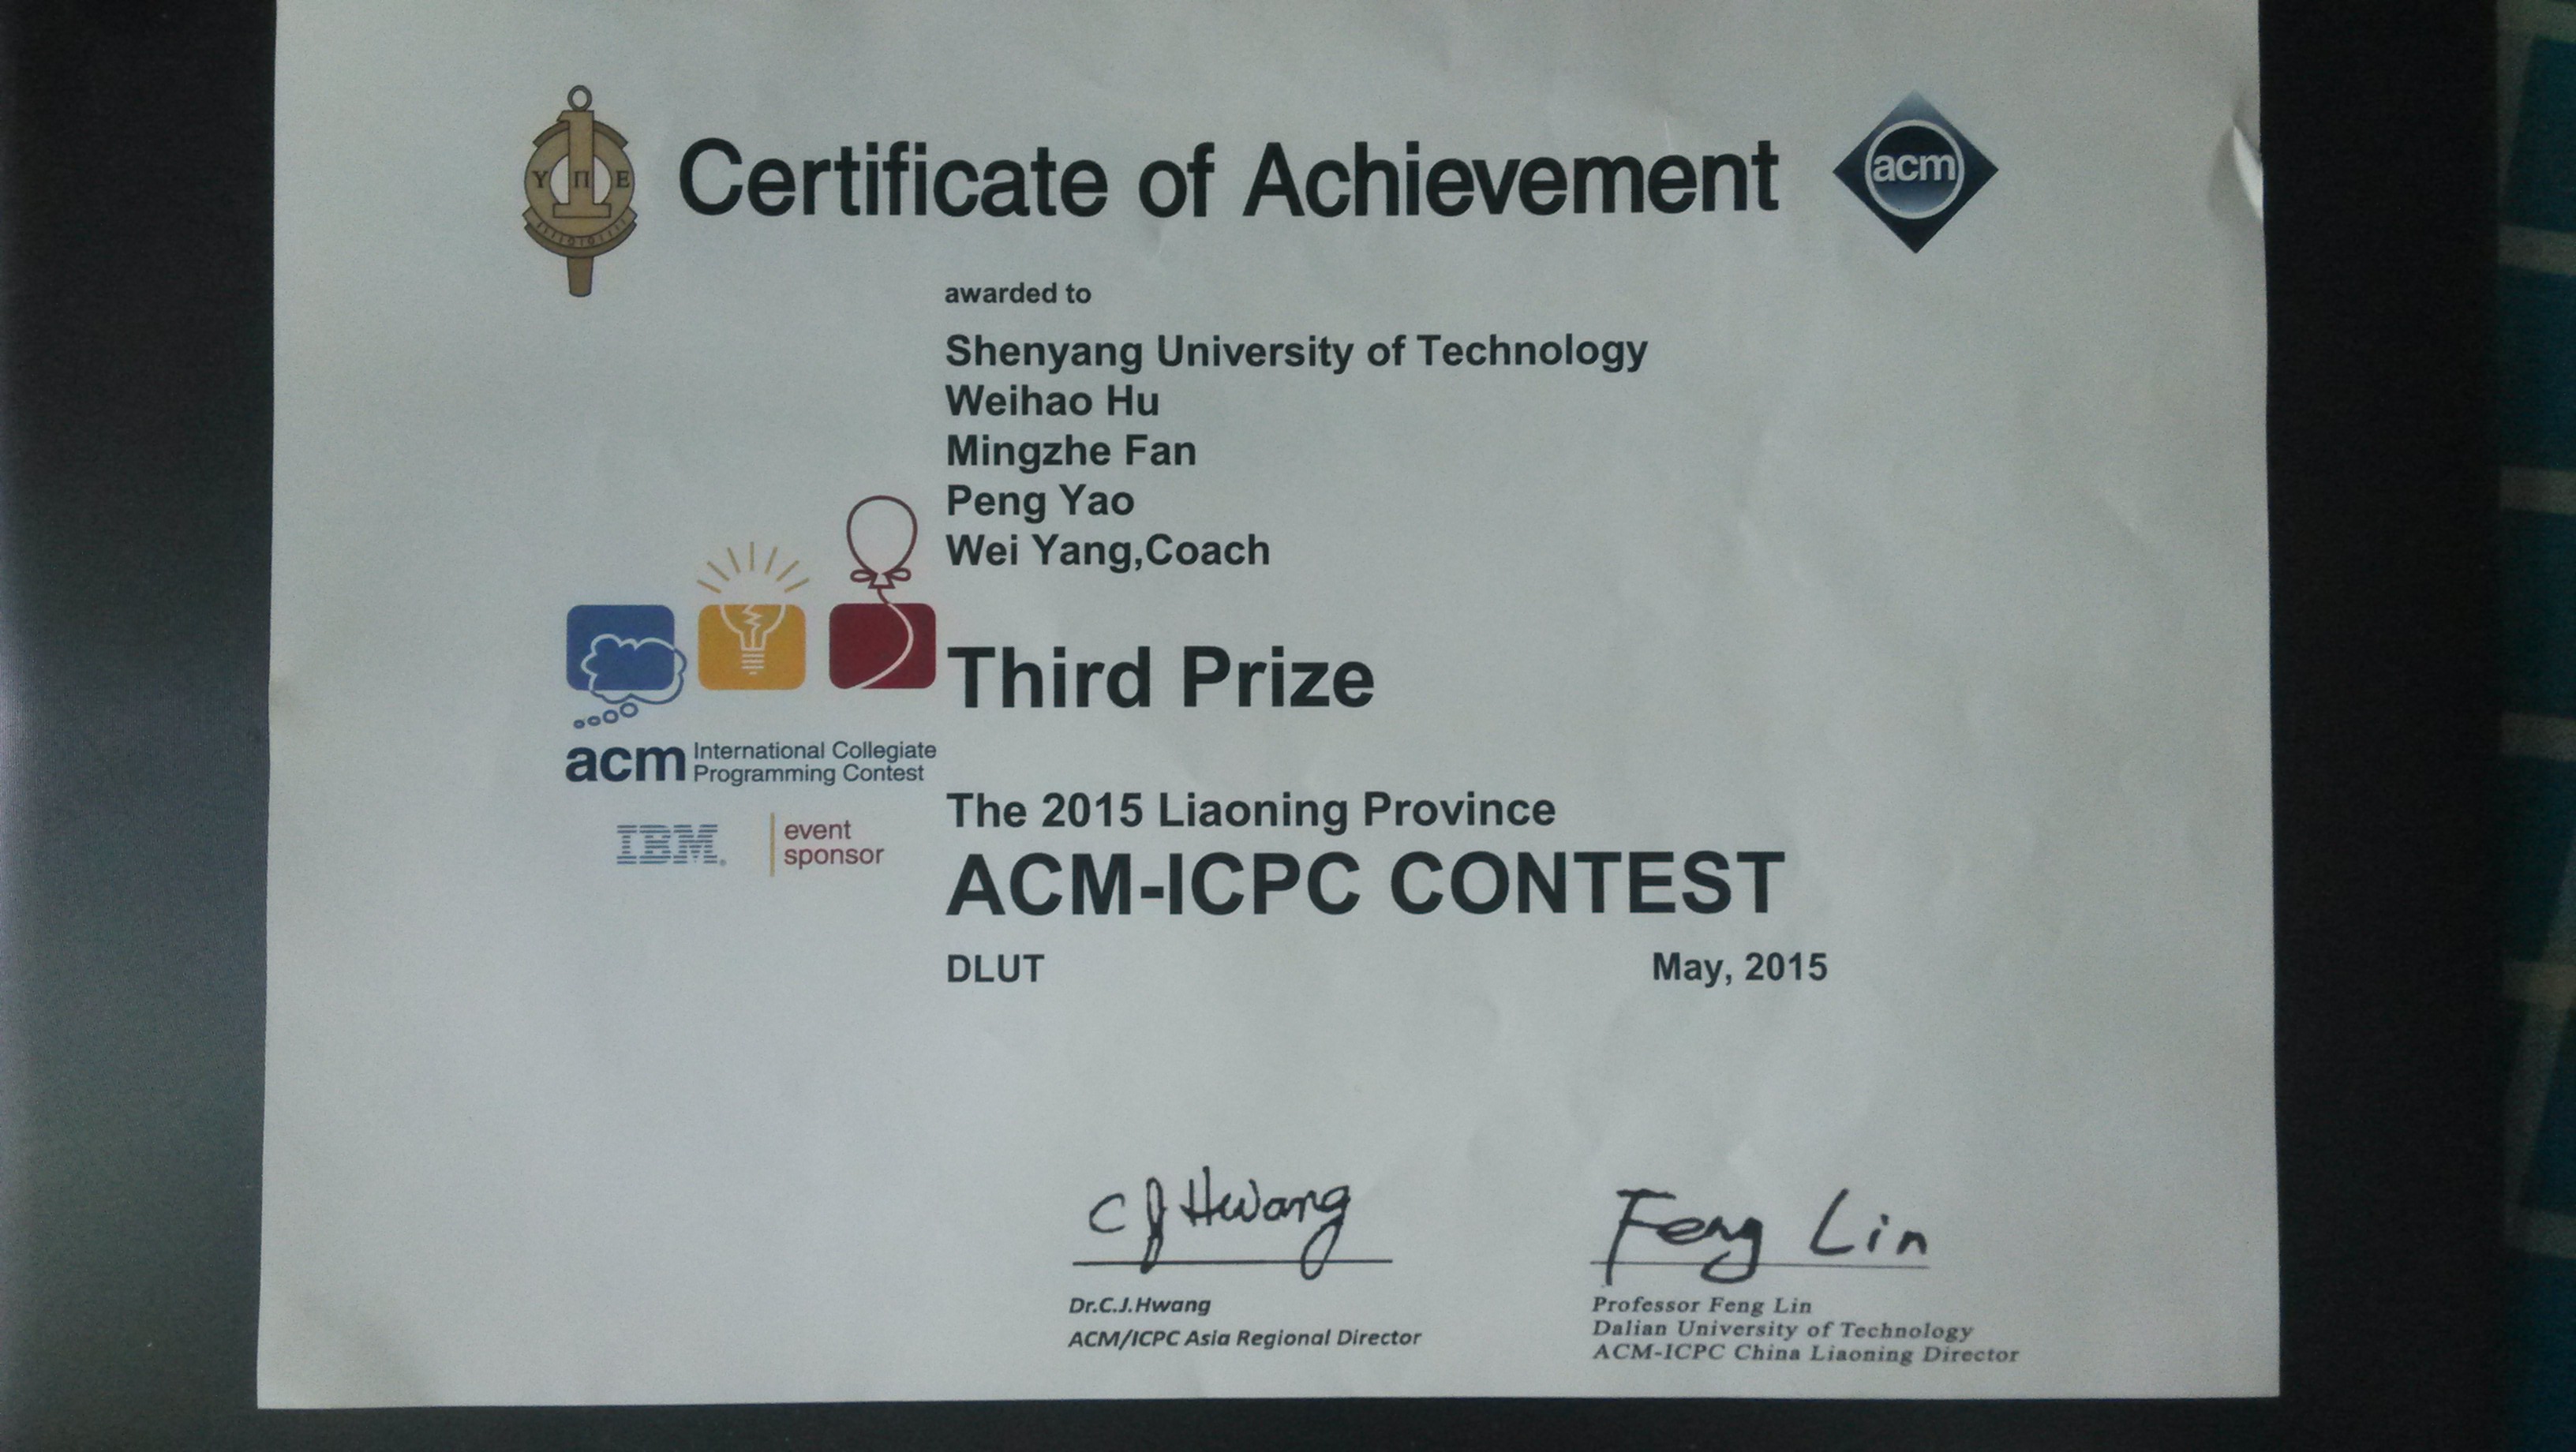 Certificate of Achievement
Υ Π Ε
acm
awarded to
Shenyang University of Technology
Weihao Hu
Mingzhe Fan
Peng Yao
Wei Yang,Coach
Third Prize
acm International Collegiate
Programming Contest
IBM event
sponsor
The 2015 Liaoning Province
ACM-ICPC CONTEST
DLUT May, 2015
C J Hwang
Feng Lin
Dr.C.J.Hwang
ACM/ICPC Asia Regional Director
Professor Feng Lin
Dalian University of Technology
ACM-ICPC China Liaoning Director